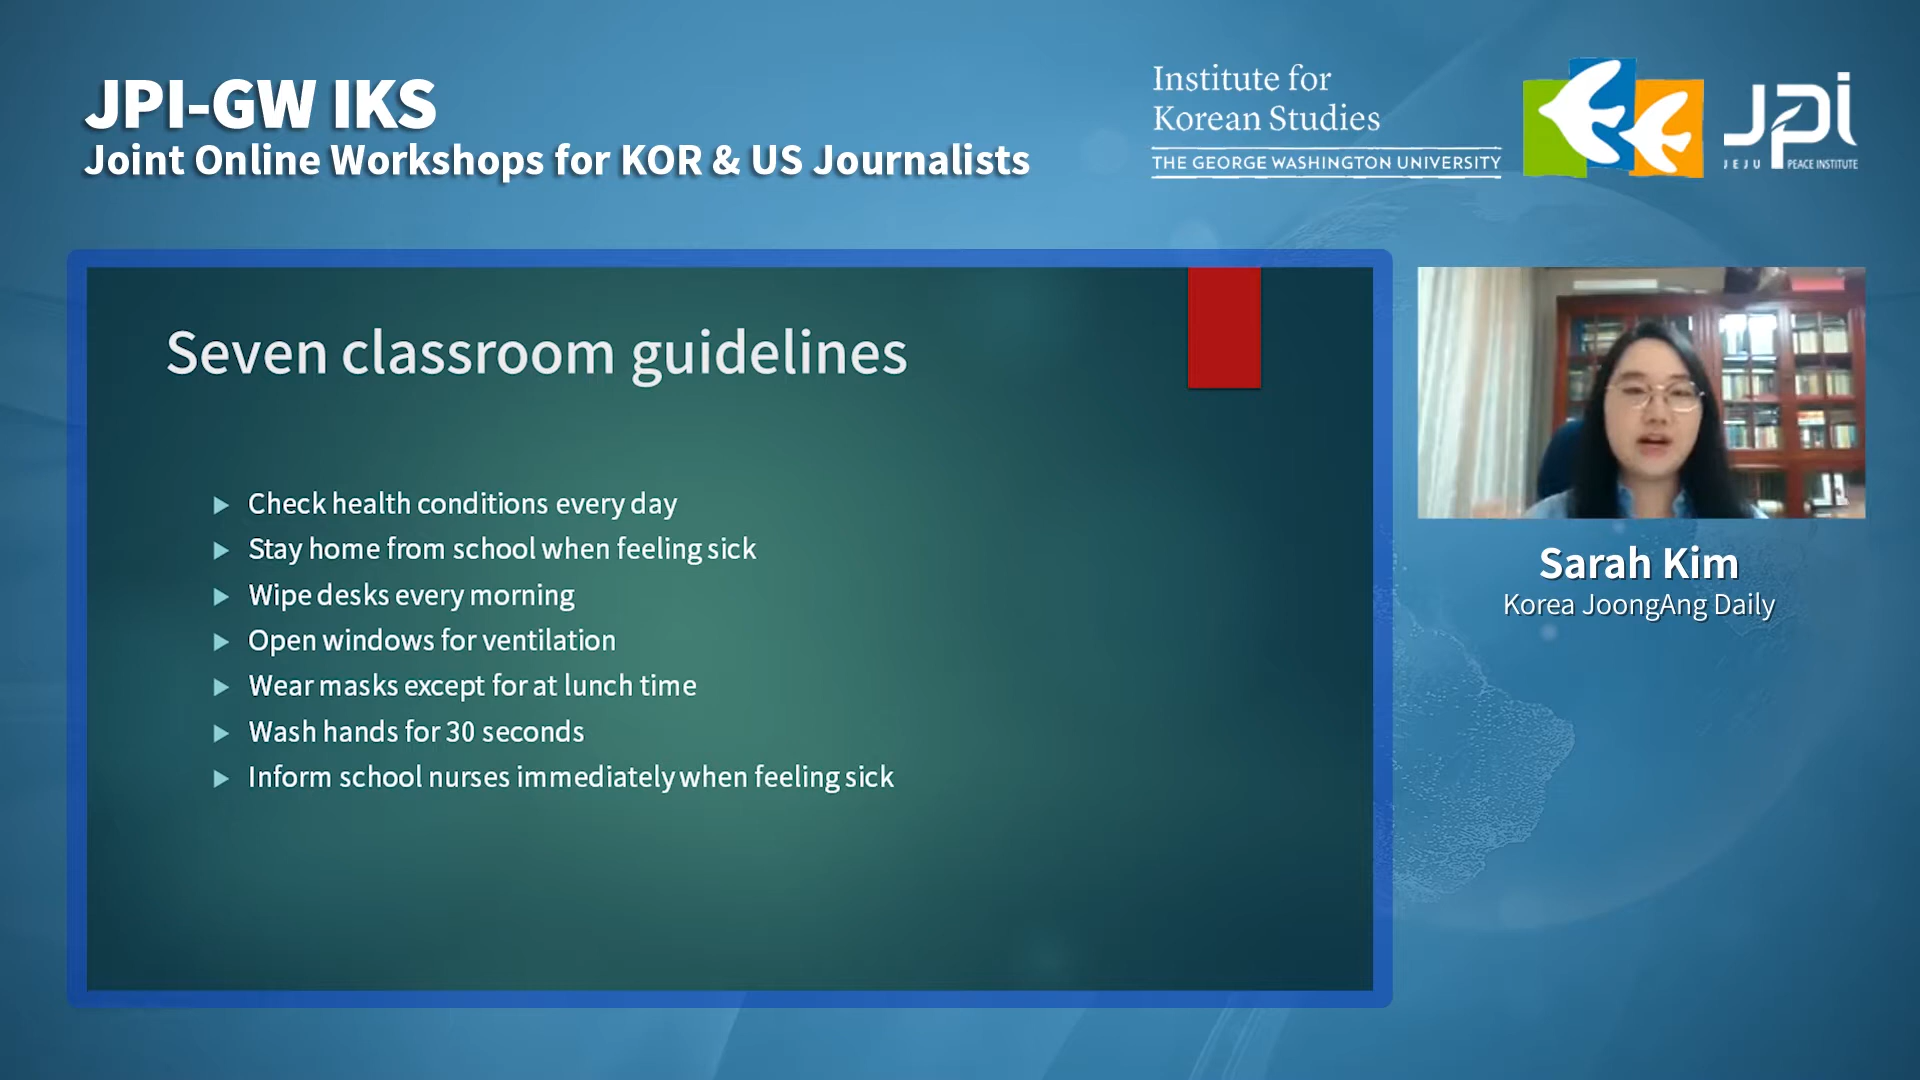 JPI-GW IKS
Joint Online Workshops for KOR & US Journalists
Institute for
Korean Studies
THE GEORGE WASHINGTON UNIVERSITY
JPI
JEJU PEACE INSTITUTE
Seven classroom guidelines
Check health conditions every day
Stay home from school when feeling sick
Wipe desks every morning
Open windows for ventilation
Wear masks except for at lunch time
Wash hands for 30 seconds
Inform school nurses immediately when feeling sick
Sarah Kim
Korea JoongAng Daily